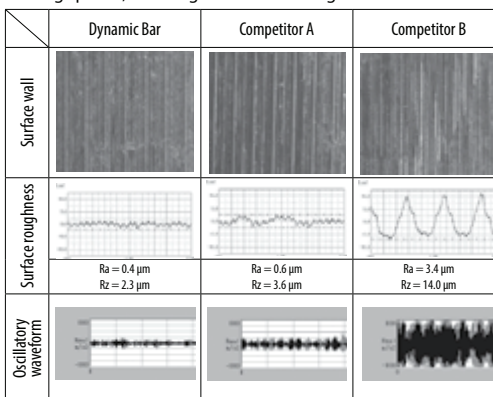 Dynamic Bar
Competitor A
Competitor B
Surface wall
Surface roughness
Ra = 0.4 µm
Rz = 2.3 µm
Ra = 0.6 µm
Rz = 3.6 µm
Ra = 3.4 µm
Rz = 14.0 µm
Oscillatory
waveform